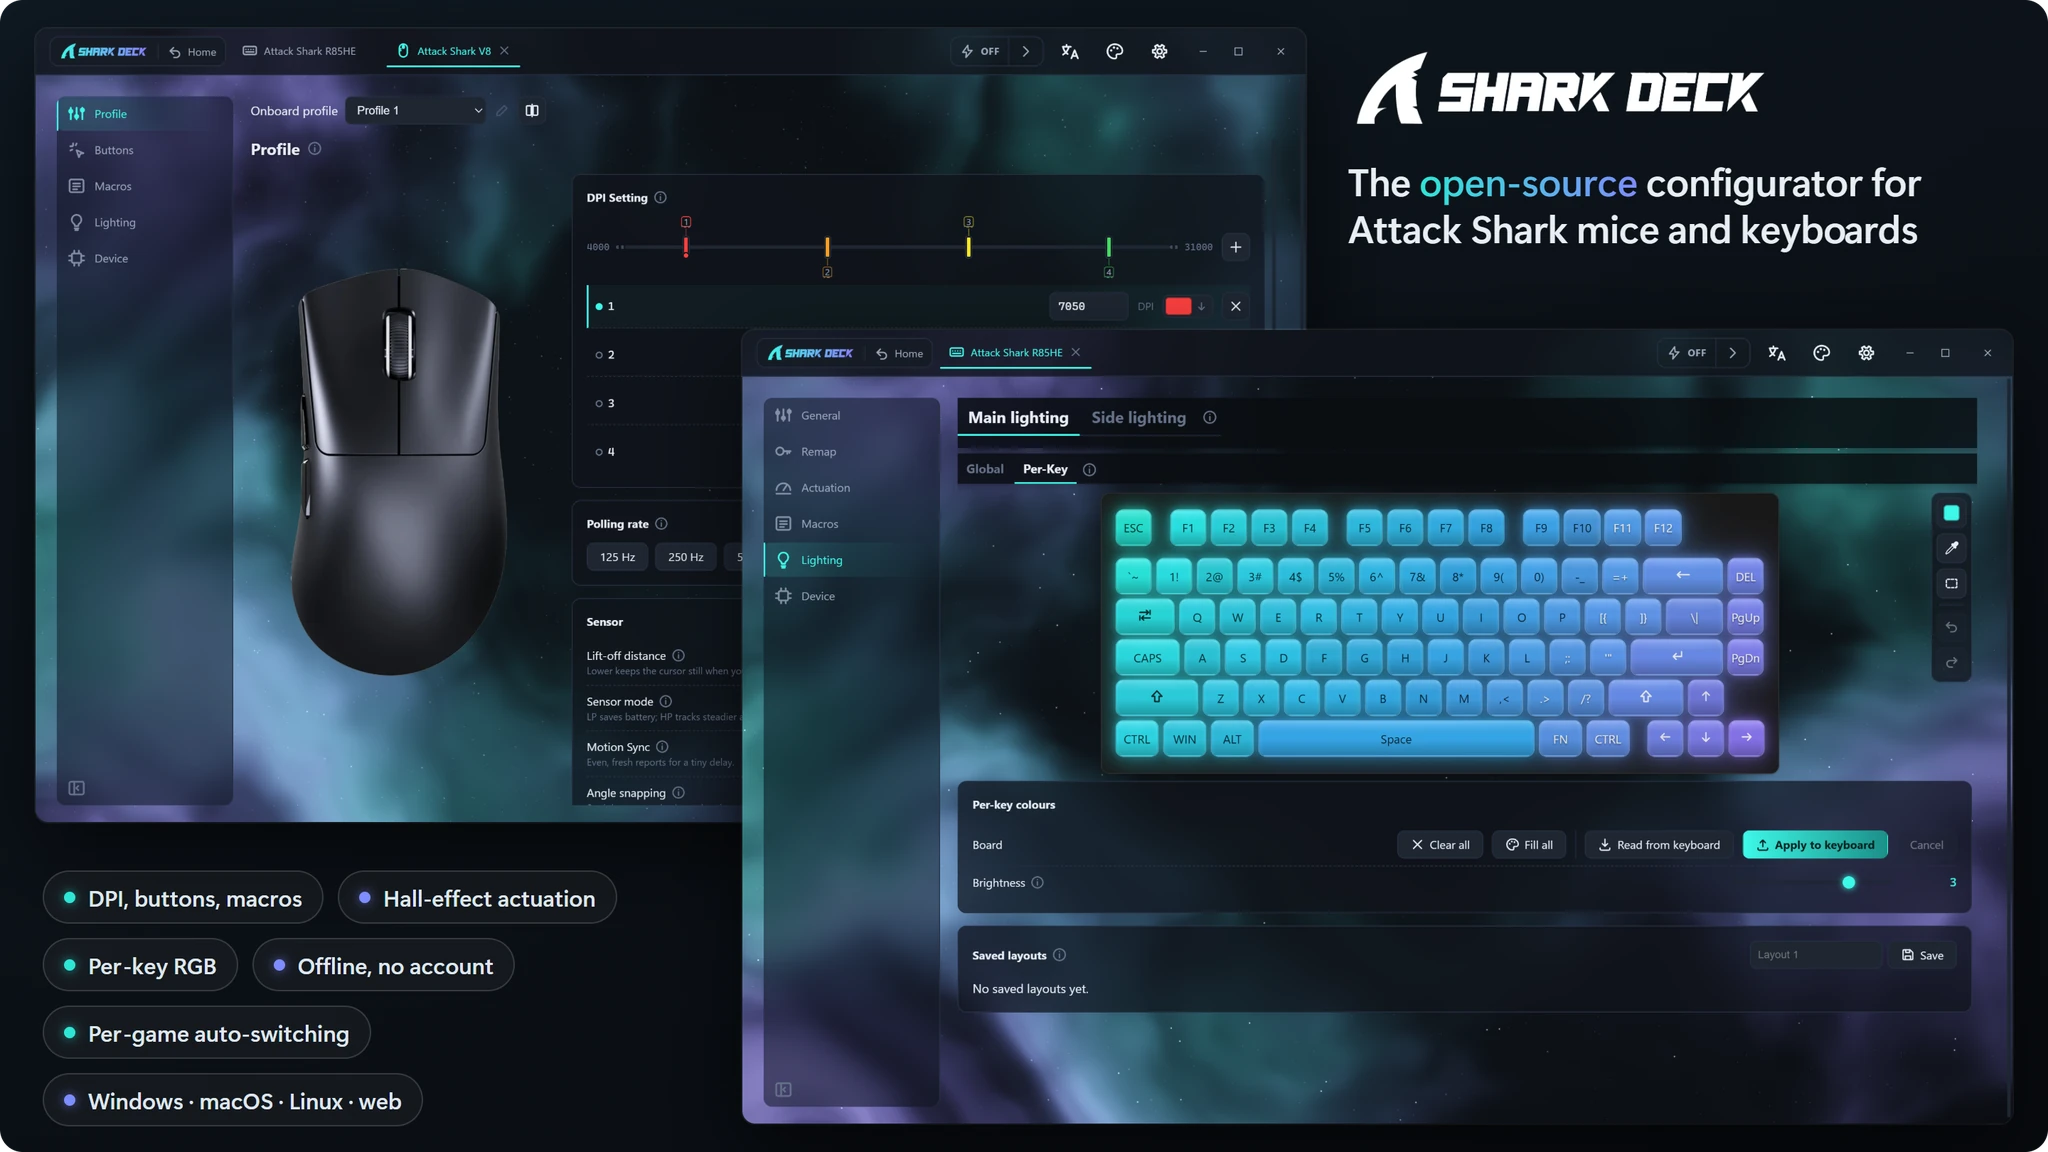 SHARK DECK
Home
Attack Shark R85HE
Attack Shark V8
OFF
Profile
Buttons
Macros
Lighting
Device
Onboard profile
Profile 1
Profile
DPI Setting
1
3
4000
31000
2
4
1
7050
DPI
2
3
4
Polling rate
125 Hz
250 Hz
5
Sensor
Lift-off distance
Lower keeps the cursor still when yo
Sensor mode
LP saves battery; HP tracks steadier a
Motion Sync
Even, fresh reports for a tiny delay.
Angle snapping
SHARK DECK
The open-source configurator for
Attack Shark mice and keyboards
SHARK DECK
Home
Attack Shark R85HE
OFF
General
Remap
Actuation
Macros
Lighting
Device
Main lighting
Side lighting
Global
Per-Key
ESC F1 F2 F3 F4 F5 F6 F7 F8 F9 F10 F11 F12
`~ 1! 2@ 3# 4$ 5% 6^ 7& 8* 9( 0) -_ =+ ← DEL
Q W E R T Y U I O P [{ ]} \| PgUp
CAPS A S D F G H J K L ;: '" ↵ PgDn
Z X C V B N M ,< .> /? ↑
CTRL WIN ALT Space FN CTRL ← ↓ →
Per-key colours
Board
Clear all
Fill all
Read from keyboard
Apply to keyboard
Cancel
Brightness
3
Saved layouts
Layout 1
Save
No saved layouts yet.
DPI, buttons, macros
Hall-effect actuation
Per-key RGB
Offline, no account
Per-game auto-switching
Windows · macOS · Linux · web